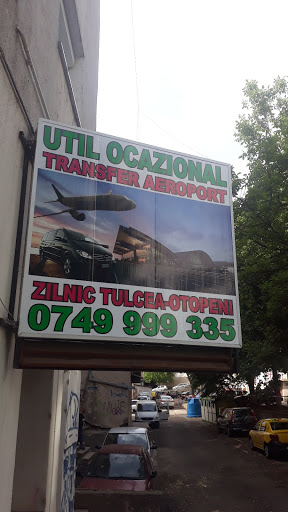 UTIL OCAZIONAL
TRANSFER AEROPORT
ZILNIC TULCEA-OTOPENI
0749 999 335